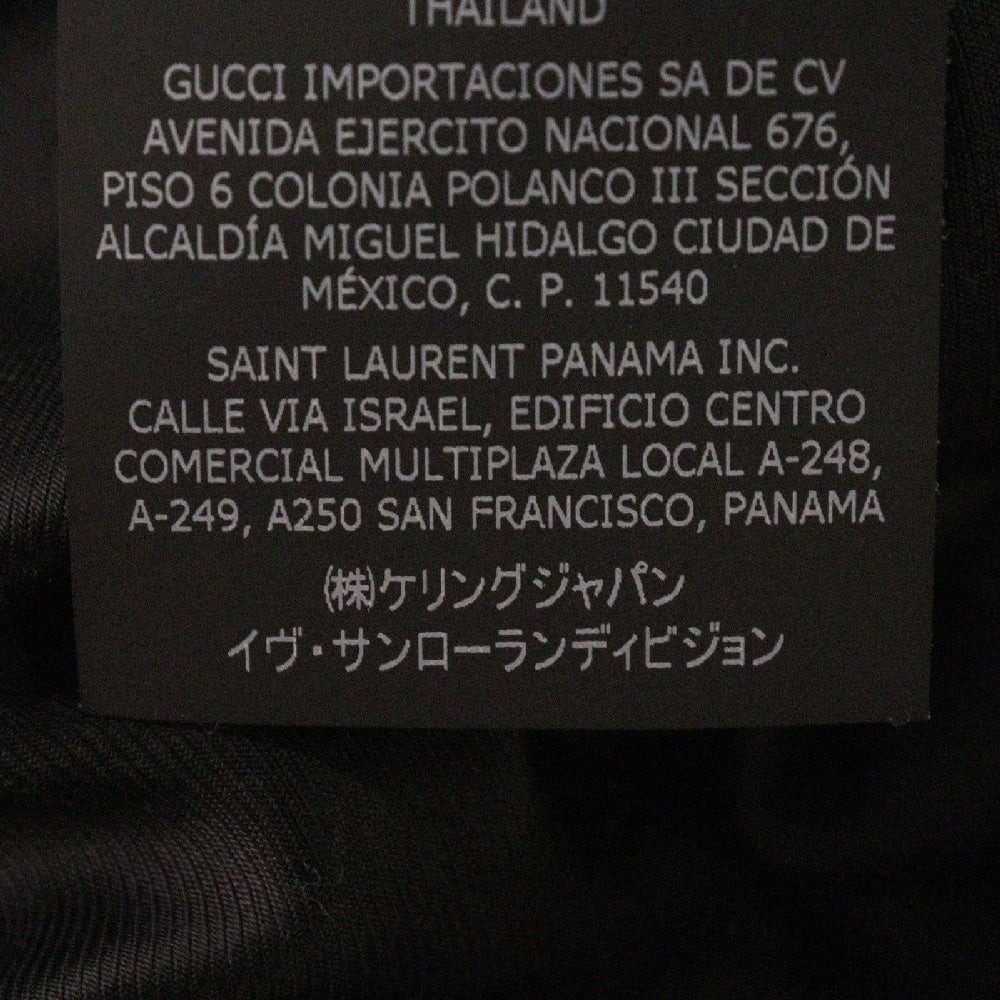 THAILAND
GUCCI IMPORTACIONES SA DE CV
AVENIDA EJERCITO NACIONAL 676,
PISO 6 COLONIA POLANCO III SECCIÓN
ALCALDÍA MIGUEL HIDALGO CIUDAD DE
MÉXICO, C. P. 11540
SAINT LAURENT PANAMA INC.
CALLE VIA ISRAEL, EDIFICIO CENTRO
COMERCIAL MULTIPLAZA LOCAL A-248,
A-249, A250 SAN FRANCISCO, PANAMA
(株)ケリングジャパン
イヴ・サンローランディビジョン